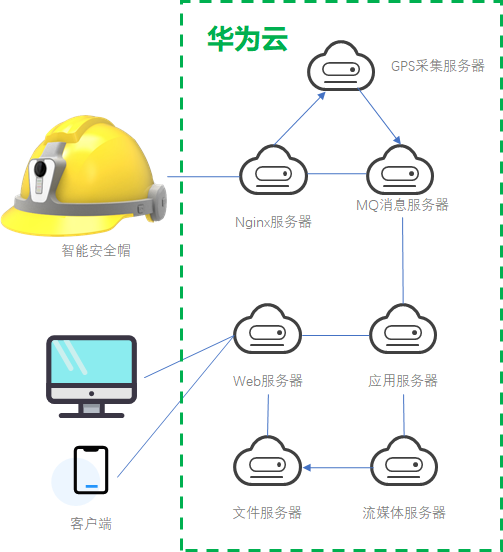 华为云
GPS采集服务器
Nginx服务器
MQ消息服务器
智能安全帽
Web服务器
应用服务器
客户端
文件服务器
流媒体服务器